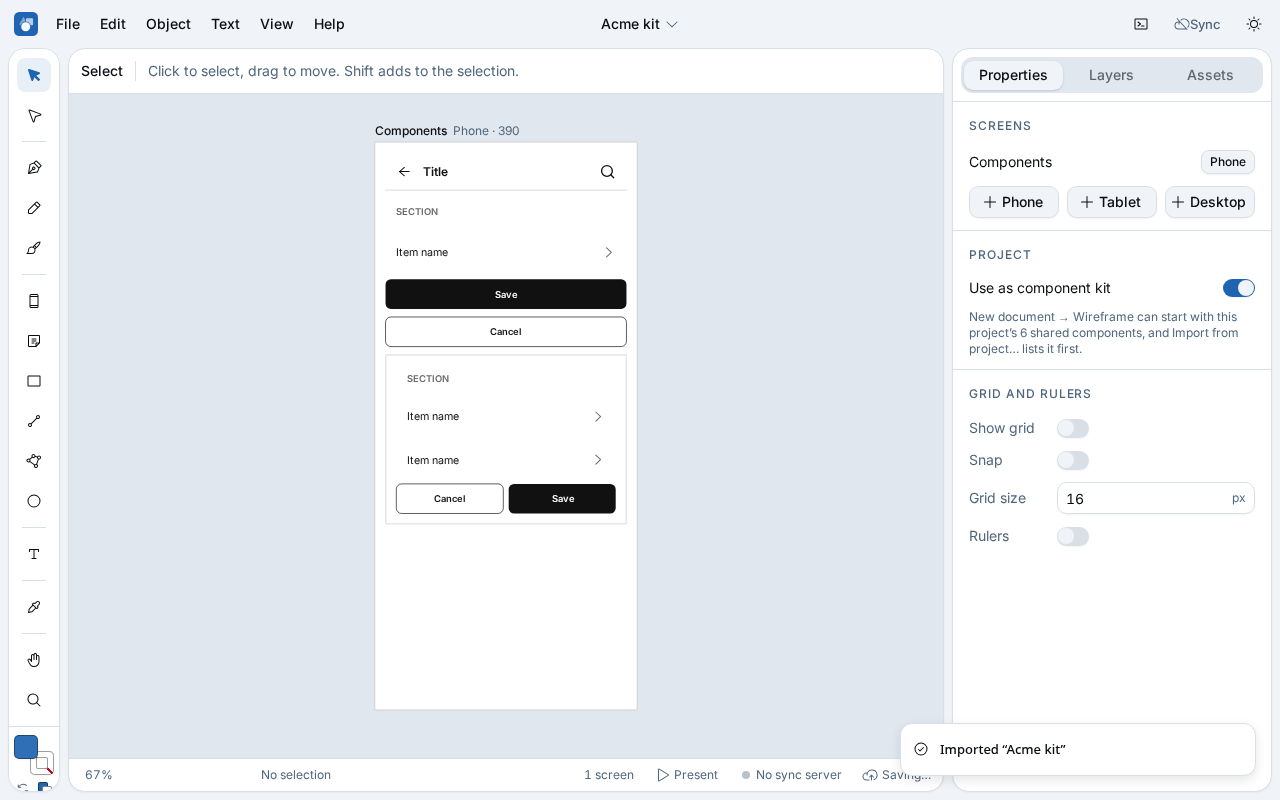 File Edit Object Text View Help
Acme kit
Sync
Select
Click to select, drag to move. Shift adds to the selection.
Properties Layers Assets
Components Phone · 390
Title
SECTION
Item name
Save
Cancel
SECTION
Item name
Item name
Cancel
Save
SCREENS
Components
Phone
Phone
Tablet
Desktop
PROJECT
Use as component kit
New document → Wireframe can start with this
project’s 6 shared components, and Import from
project… lists it first.
GRID AND RULERS
Show grid
Snap
Grid size
16
px
Rulers
Imported “Acme kit”
67%
No selection
1 screen
Present
No sync server
Saving…